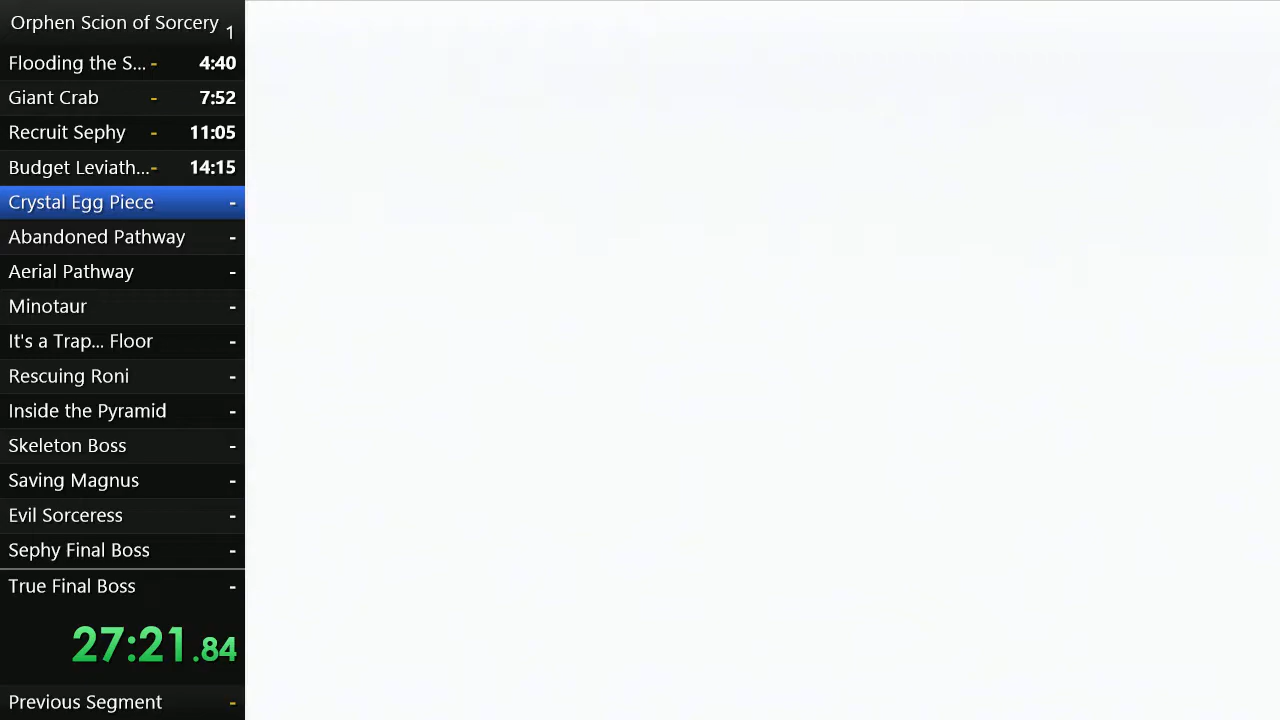 Orphen Scion of Sorcery 1
Flooding the S... - 4:40
Giant Crab - 7:52
Recruit Sephy - 11:05
Budget Leviath... - 14:15
Crystal Egg Piece -
Abandoned Pathway -
Aerial Pathway -
Minotaur -
It's a Trap... Floor -
Rescuing Roni -
Inside the Pyramid -
Skeleton Boss -
Saving Magnus -
Evil Sorceress -
Sephy Final Boss -
True Final Boss -
27:21.84
Previous Segment -